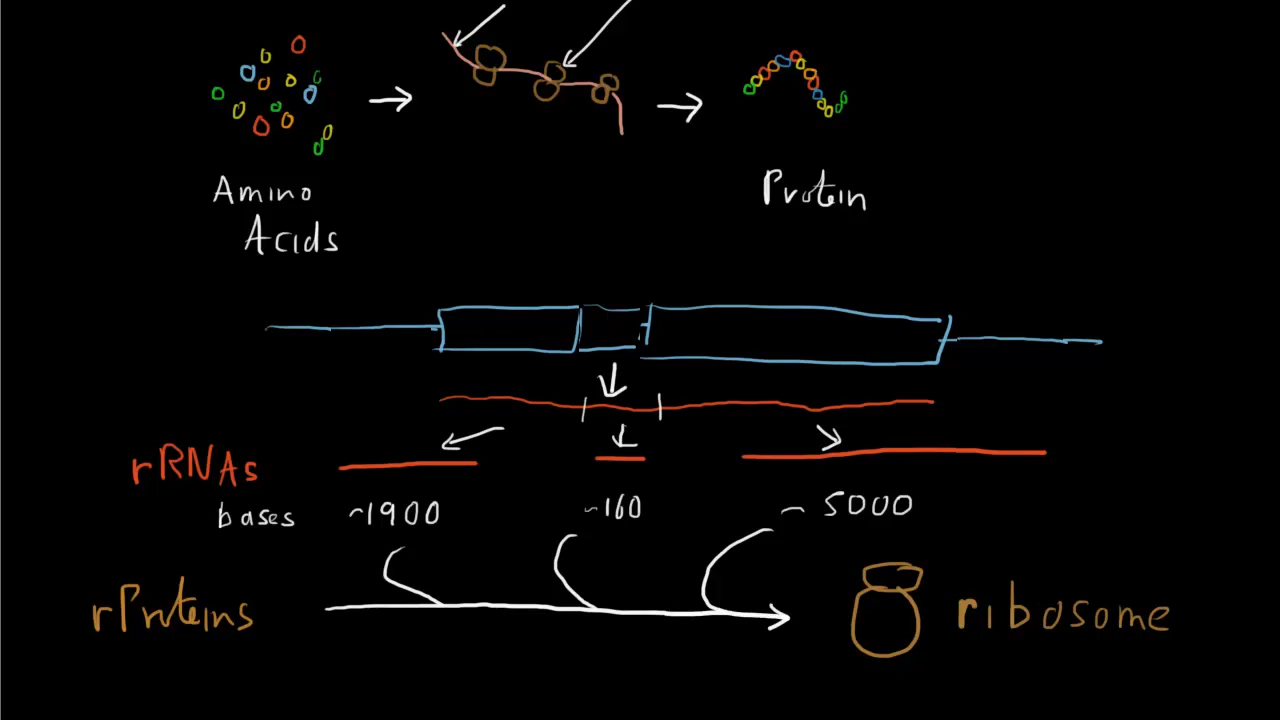 Amino
Acids
Protein
rRNAs
bases ~1900 ~160 ~ 5000
rProteins
ribosome